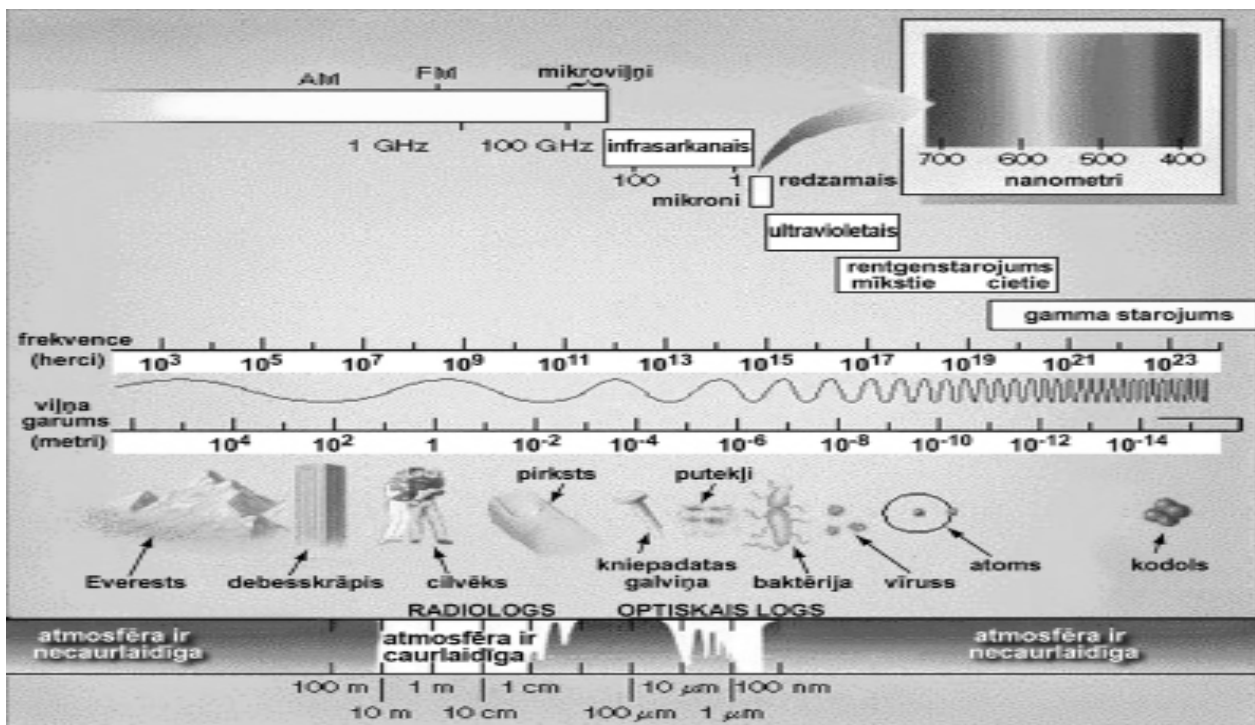 AM
FM
mikroviļņi
1 GHz
100 GHz
infrasarkanais
100
1
mikroni
redzamais
700
600
500
400
nanometri
ultravioletais
rentgenstarojums
mīkstie cietie
gamma starojums
frekvence
(herci)
10³ 10⁵ 10⁷ 10⁹ 10¹¹ 10¹³ 10¹⁵ 10¹⁷ 10¹⁹ 10²¹ 10²³
viļņa
garums
(metri)
10⁴ 10² 1 10⁻² 10⁻⁴ 10⁻⁶ 10⁻⁸ 10⁻¹⁰ 10⁻¹² 10⁻¹⁴
pirksts
putekļi
Everests
debesskrāpis
cilvēks
kniepadatas
galviņa
baktērija
vīruss
atoms
kodols
RADIOLOGS
OPTISKAIS LOGS
atmosfēra ir
necaurlaidīga
atmosfēra ir
caurlaidīga
atmosfēra ir
necaurlaidīga
100 m 1 m 1 cm 10 µm 100 nm
10 m 10 cm 100 µm 1 µm